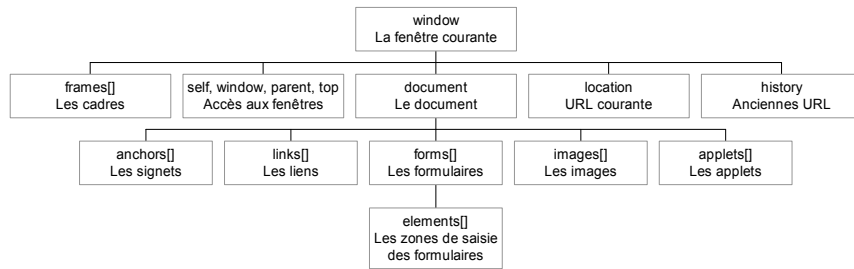 window
La fenêtre courante
frames[]
Les cadres
self, window, parent, top
Accès aux fenêtres
document
Le document
location
URL courante
history
Anciennes URL
anchors[]
Les signets
links[]
Les liens
forms[]
Les formulaires
images[]
Les images
applets[]
Les applets
elements[]
Les zones de saisie
des formulaires